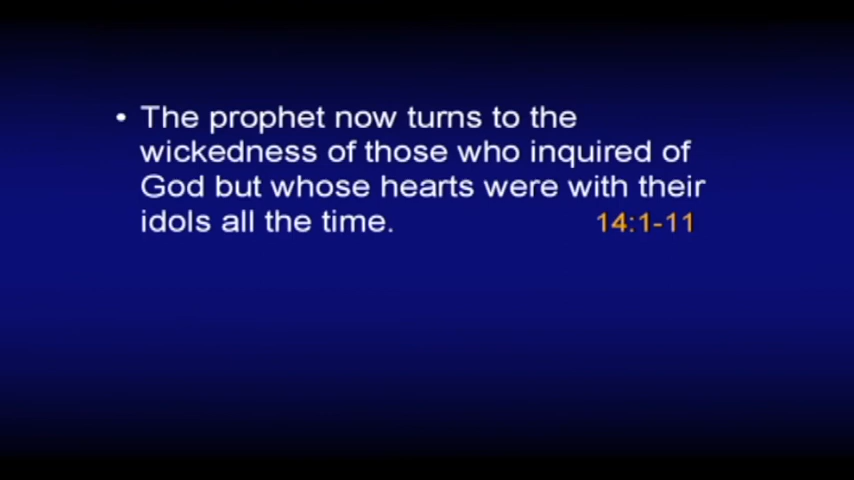 • The prophet now turns to the
wickedness of those who inquired of
God but whose hearts were with their
idols all the time. 14:1-11